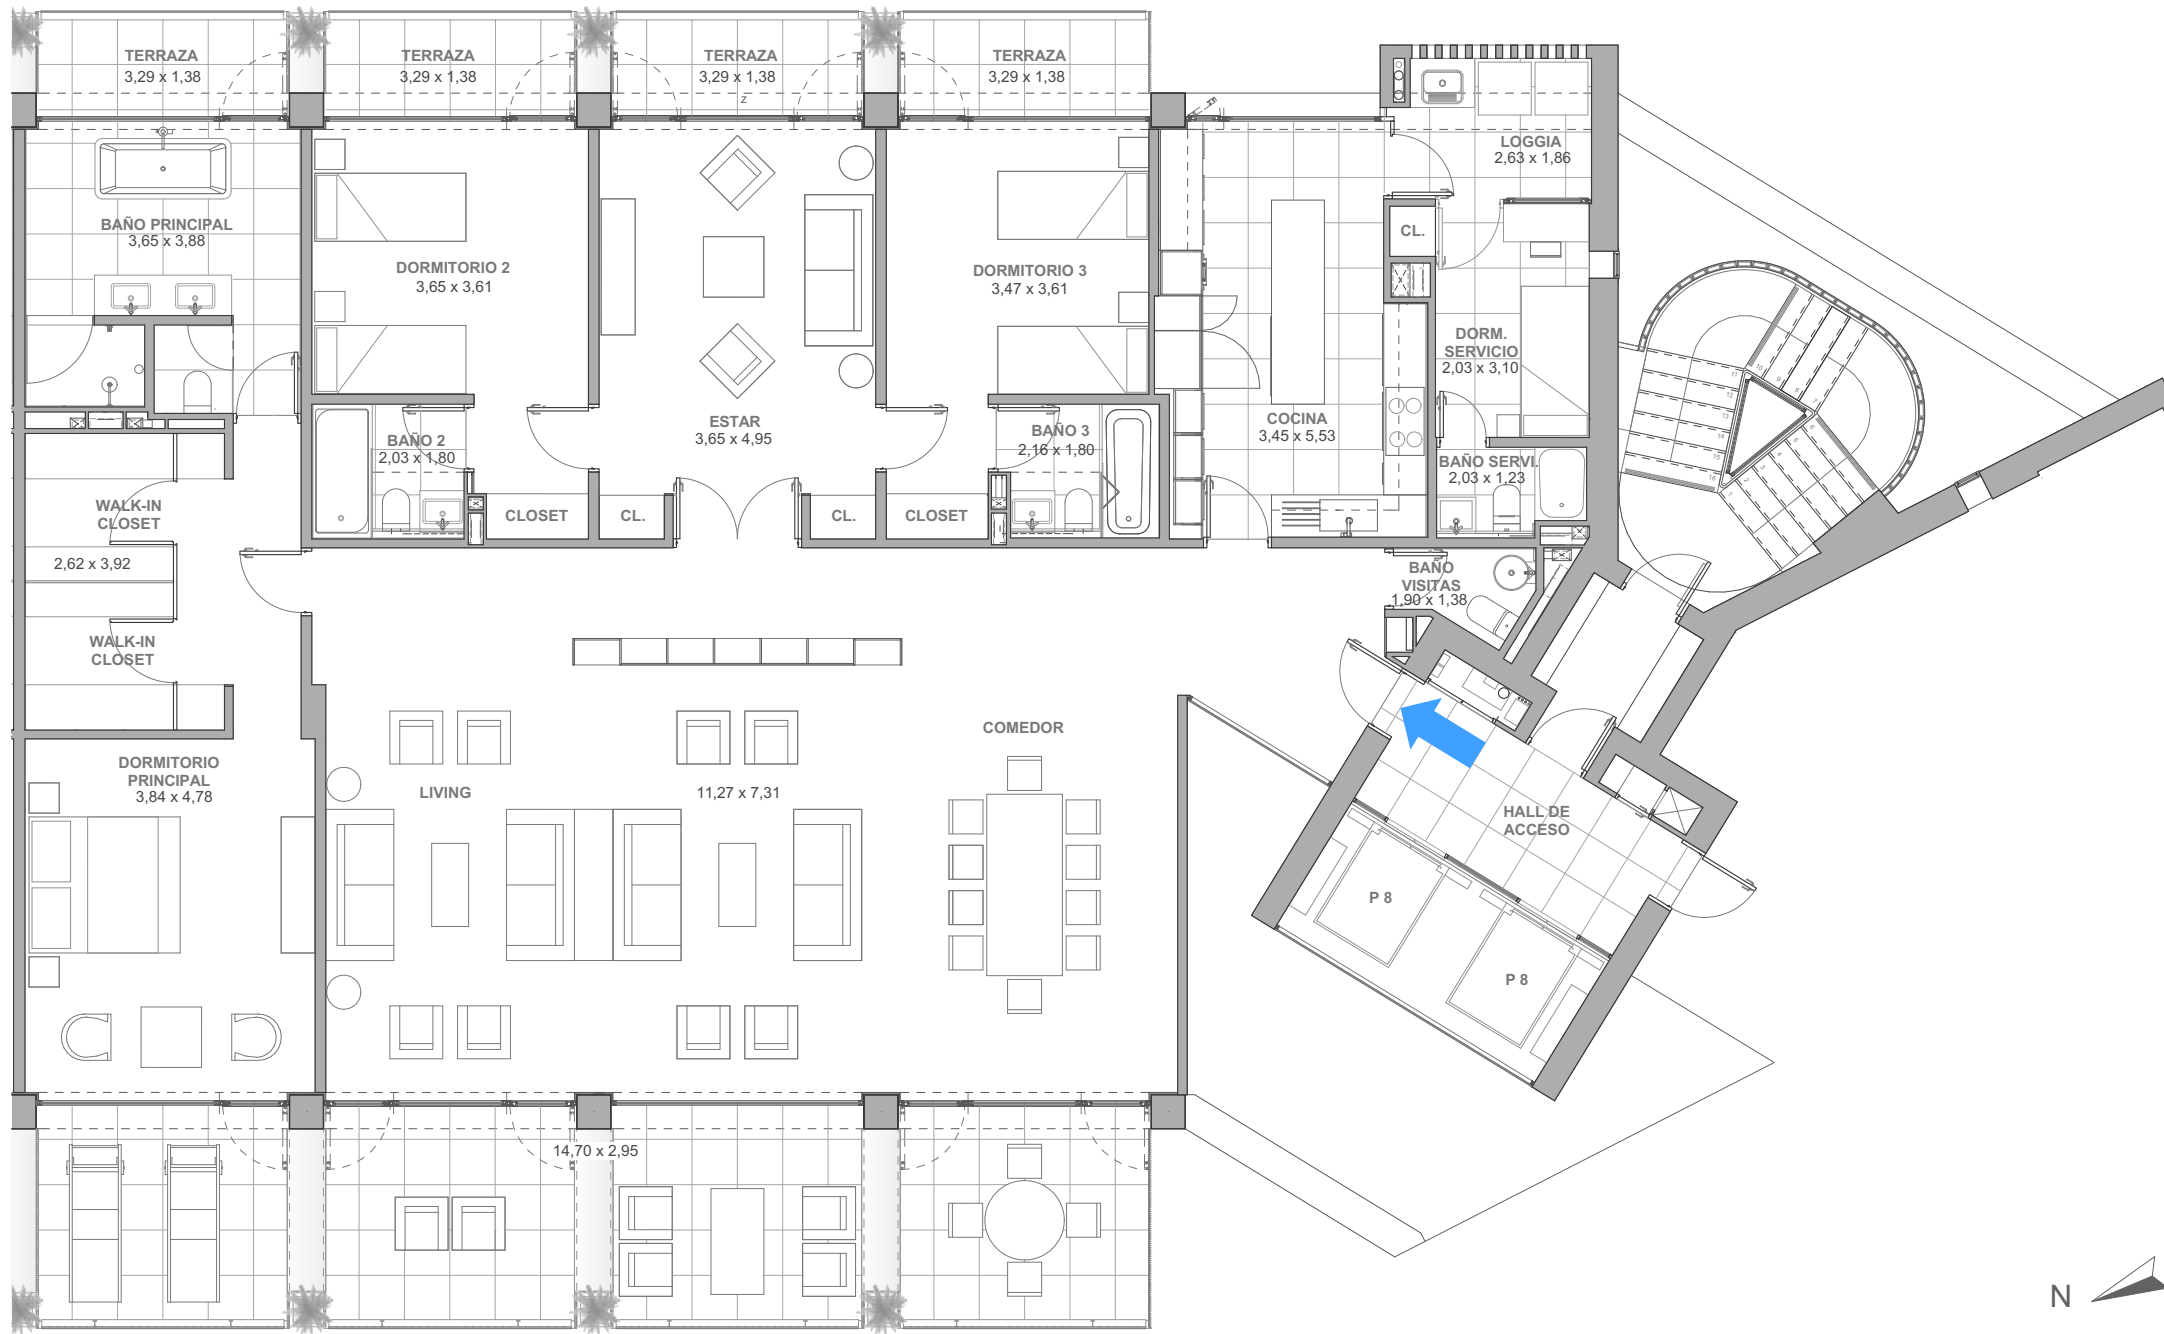 TERRAZA
3,29 x 1,38
TERRAZA
3,29 x 1,38
TERRAZA
3,29 x 1,38
z
TERRAZA
3,29 x 1,38
LOGGIA
2,63 x 1,86
BAÑO PRINCIPAL
3,65 x 3,88
DORMITORIO 2
3,65 x 3,61
DORMITORIO 3
3,47 x 3,61
CL.
DORM.
SERVICIO
2,03 x 3,10
ESTAR
3,65 x 4,95
COCINA
3,45 x 5,53
BAÑO 2
2,03 x 1,80
BAÑO 3
2,16 x 1,80
BAÑO SERVI.
2,03 x 1,23
WALK-IN
CLOSET
CLOSET
CL.
CL.
CLOSET
2,62 x 3,92
WALK-IN
CLOSET
BAÑO
VISITAS
1,90 x 1,38
COMEDOR
DORMITORIO
PRINCIPAL
3,84 x 4,78
LIVING
11,27 x 7,31
HALL DE
ACCESO
P 8
P 8
14,70 x 2,95
N